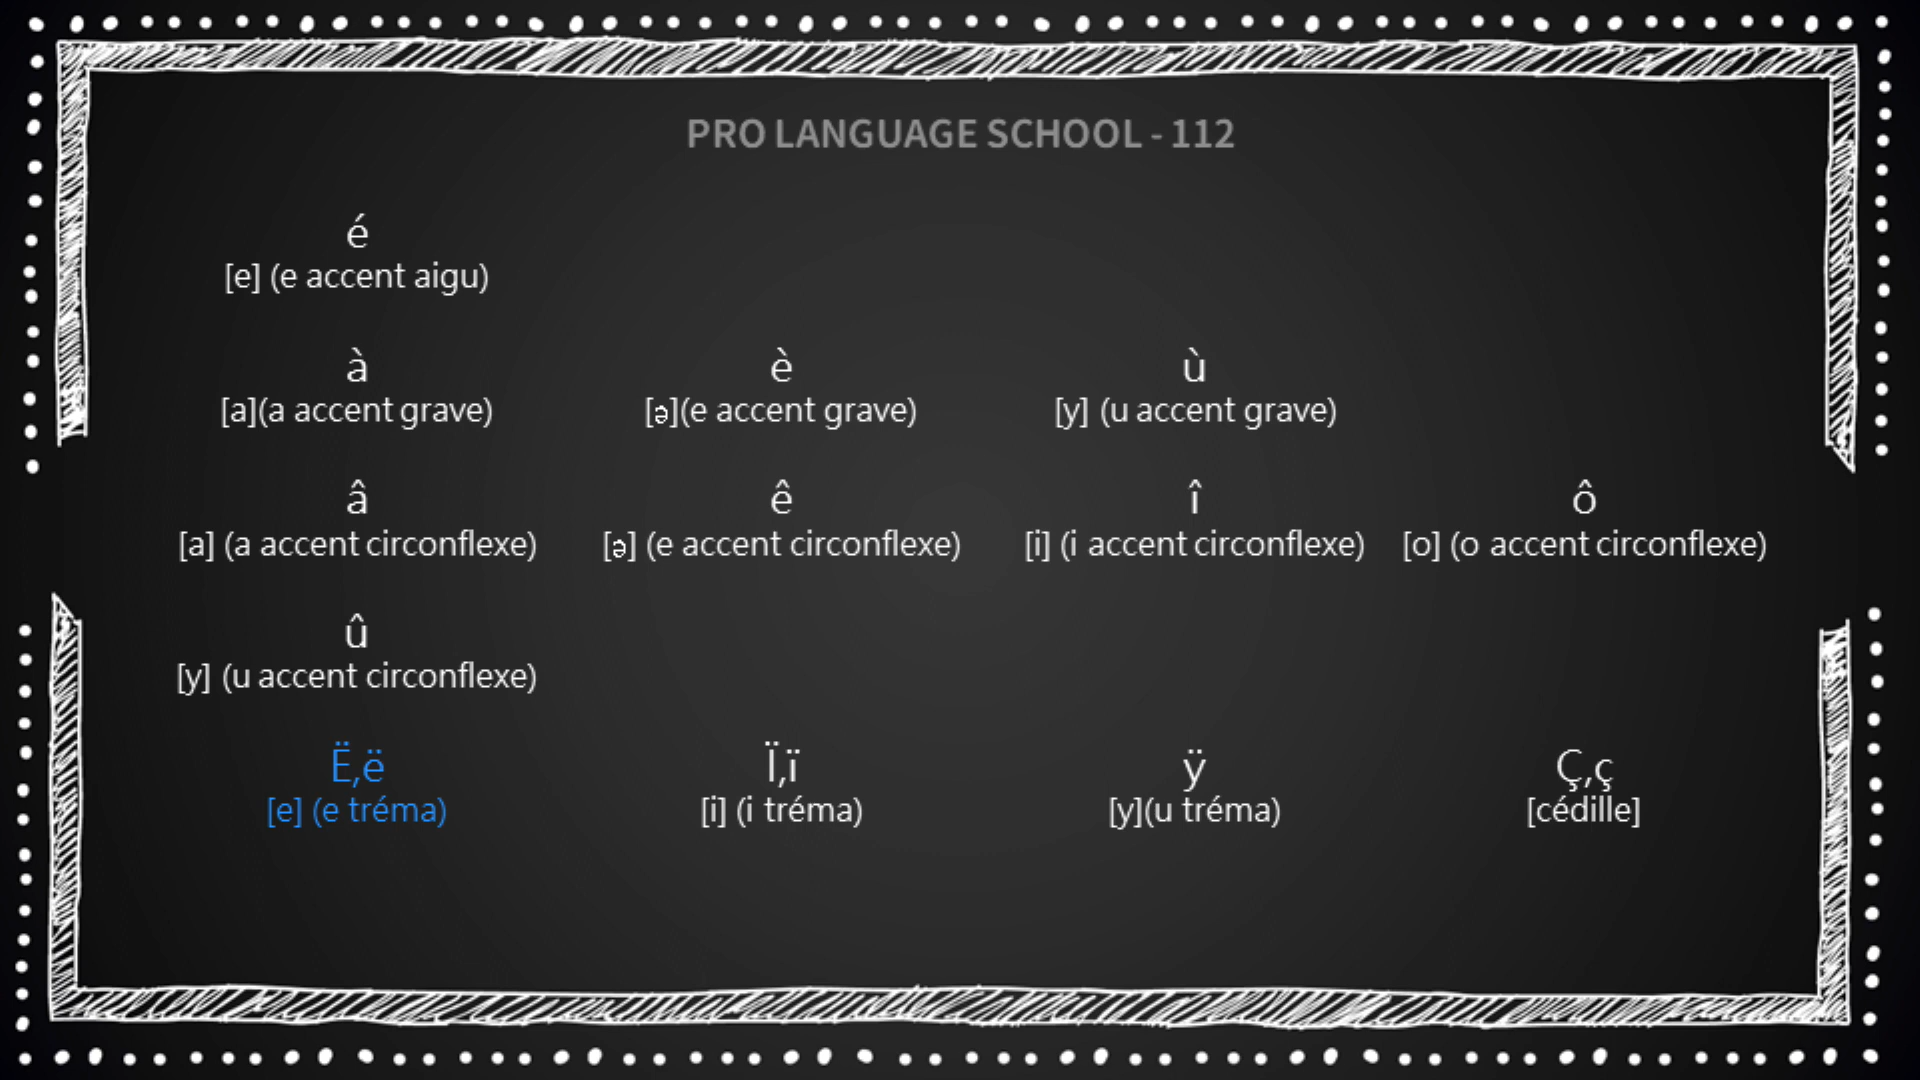 PRO LANGUAGE SCHOOL - 112
é
[e] (e accent aigu)
à è ù
[a](a accent grave) [ə](e accent grave) [y] (u accent grave)
â ê î ô
[a] (a accent circonflexe) [ə] (e accent circonflexe) [i] (i accent circonflexe) [o] (o accent circonflexe)
û
[y] (u accent circonflexe)
Ë,ë Ï,ï ÿ Ç,ç
[e] (e tréma) [i] (i tréma) [y](u tréma) [cédille]